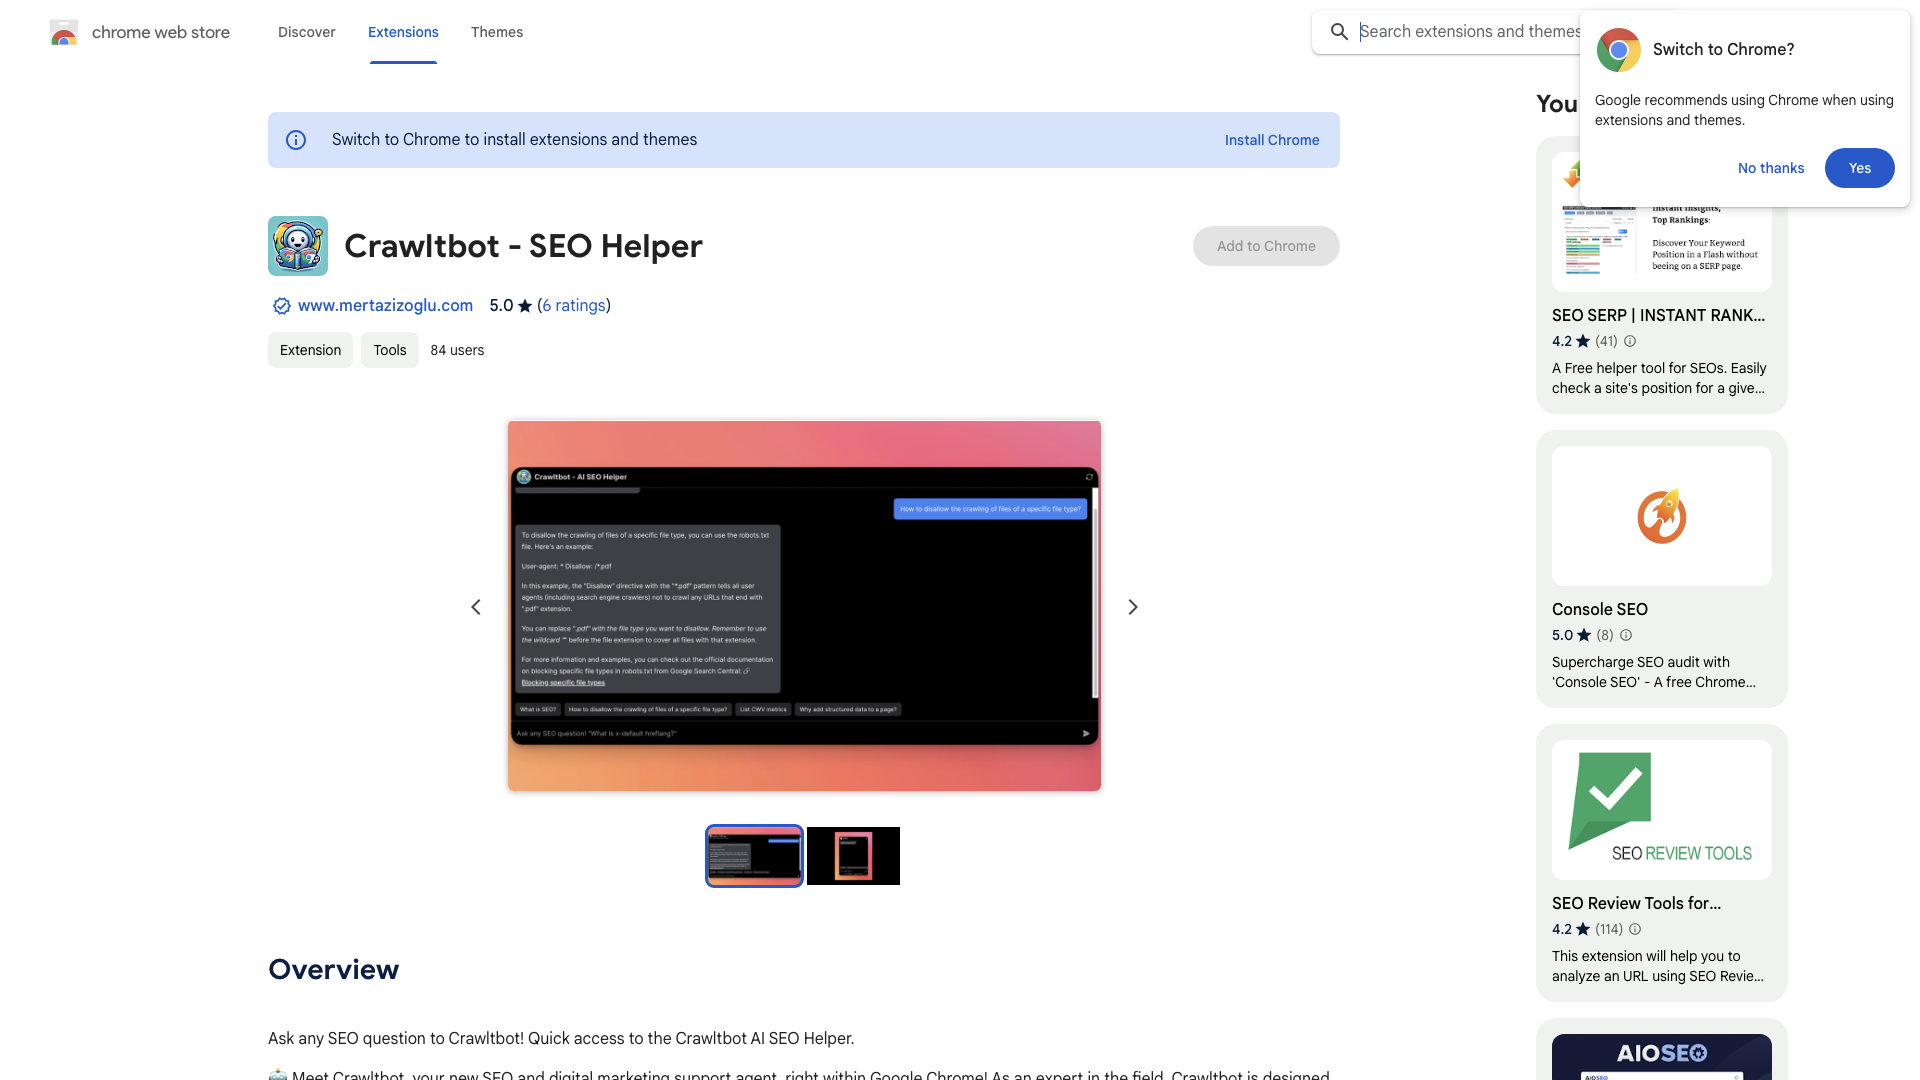 chrome web store
Discover
Extensions
Themes
Search extensions and themes
Switch to Chrome?
Google recommends using Chrome when using
extensions and themes.
No thanks
Yes
Switch to Chrome to install extensions and themes
Install Chrome
Crawltbot - SEO Helper
Add to Chrome
www.mertazizoglu.com
5.0 ★ (6 ratings)
Extension
Tools
84 users
Crawltbot - AI SEO Helper
How to disallow the crawling of files of a specific file type?
To disallow the crawling of files of a specific file type, you can use the robots.txt
file. Here's an example:
User-agent: * Disallow: /*.pdf
In this example, the "Disallow" directive with the "*.pdf" pattern tells all user
agents (including search engine crawlers) not to crawl any URLs that end with
".pdf" extension.
You can replace ".pdf" with the file type you want to disallow. Remember to use
the wildcard "" before the file extension to cover all files with that extension.
For more information and examples, you can check out the official documentation
on blocking specific file types in robots.txt from Google Search Central:
Blocking specific file types
What is SEO?
How to disallow the crawling of files of a specific file type?
List CWV metrics
Why add structured data to a page?
Ask any SEO question! "What is x-default hreflang?"
Overview
Ask any SEO question to Crawltbot! Quick access to the Crawltbot AI SEO Helper.
Meet Crawltbot, your new SEO and digital marketing support agent, right within Google Chrome! As an expert in the field, Crawltbot is designed
You
Instant Insights,
Top Rankings:
Discover Your Keyword
Position in a Flash without
beeing on a SERP page.
SEO SERP | INSTANT RANK...
4.2 ★ (41)
A Free helper tool for SEOs. Easily
check a site's position for a give...
Console SEO
5.0 ★ (8)
Supercharge SEO audit with
'Console SEO' - A free Chrome...
SEO REVIEW TOOLS
SEO Review Tools for...
4.2 ★ (114)
This extension will help you to
analyze an URL using SEO Revie...
AIOSEO
AIOSEO